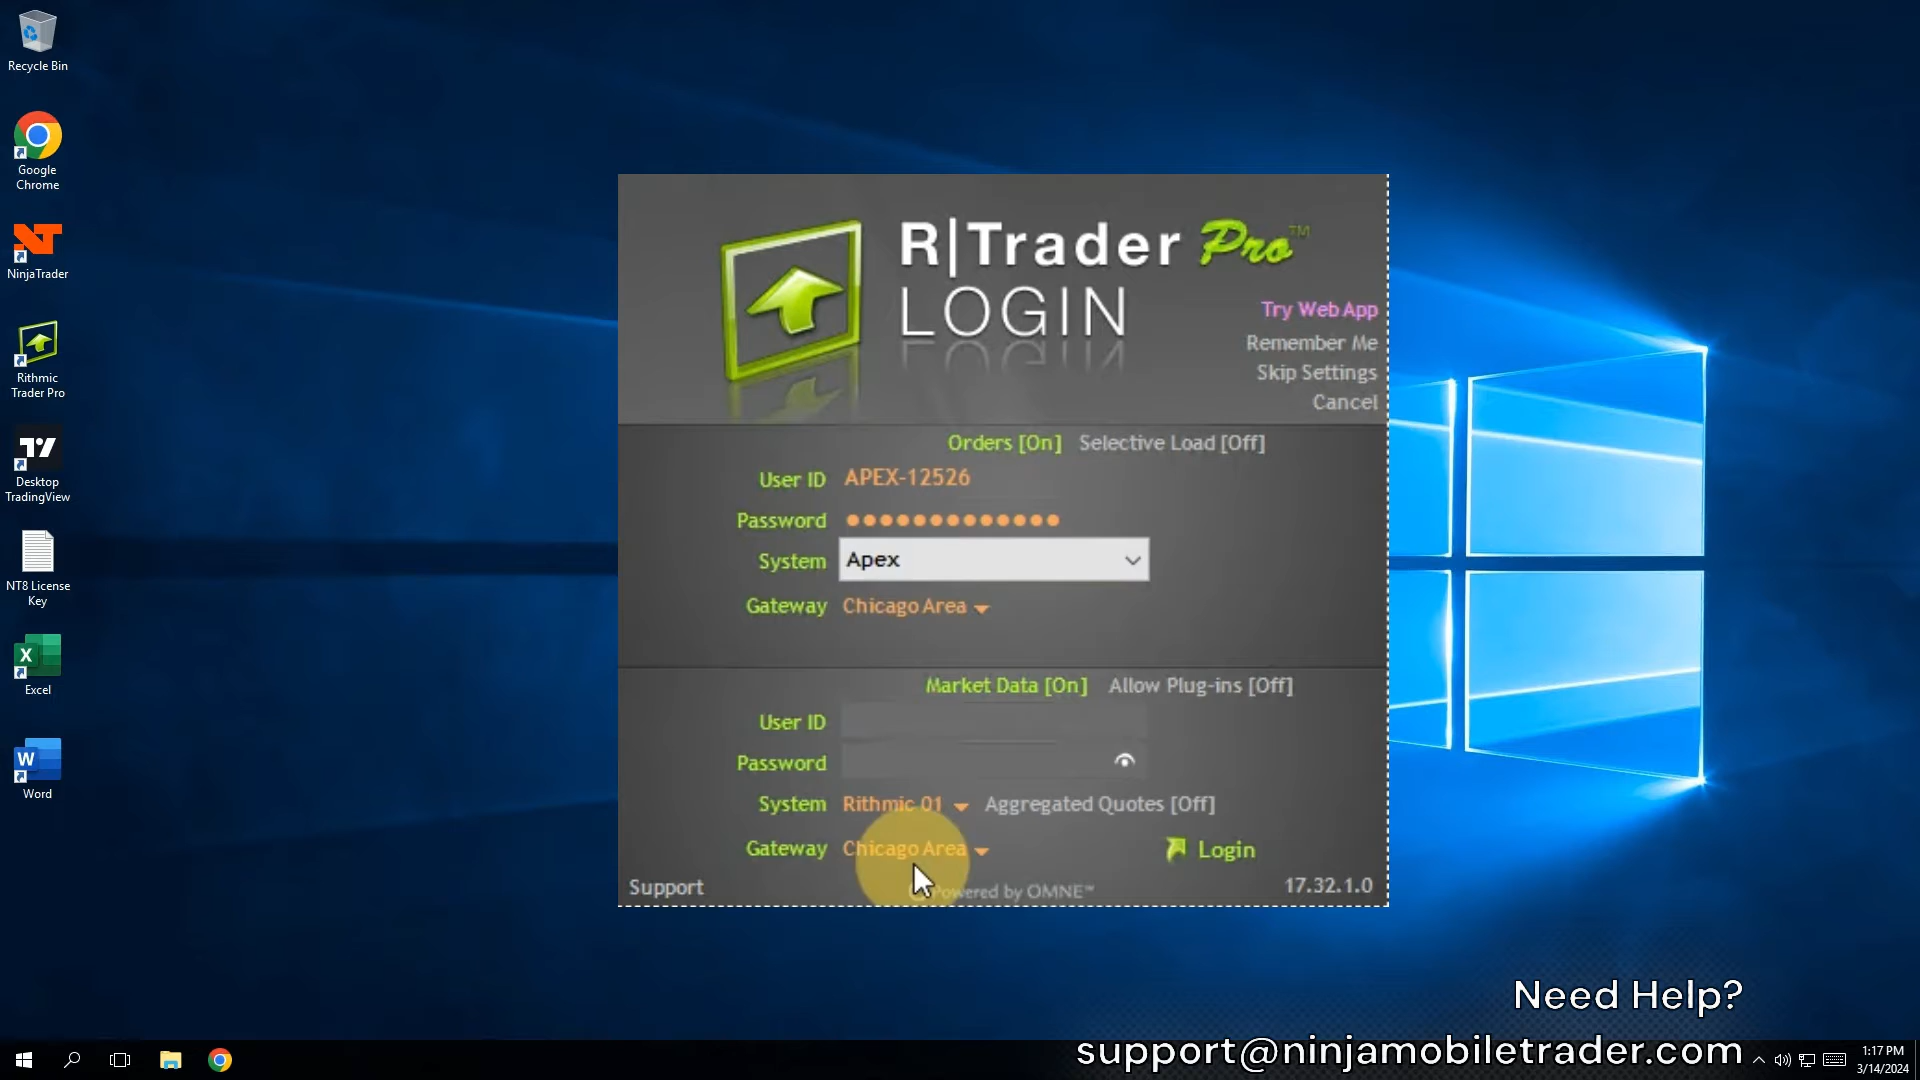 Recycle Bin
Google
Chrome
NinjaTrader
Rithmic
Trader Pro
Desktop
TradingView
NT8 License
Key
Excel
Word
R|Trader Pro™
LOGIN
Try Web App
Remember Me
Skip Settings
Cancel
Orders [On] Selective Load [Off]
User ID APEX-12526
Password ●●●●●●●●●●●●●
System Apex
Gateway Chicago Area
Market Data [On] Allow Plug-ins [Off]
User ID
Password
System Rithmic 01 Aggregated Quotes [Off]
Gateway Chicago Area Login
Support Powered by OMNE™ 17.32.1.0
Need Help?
support@ninjamobiletrader.com
1:17 PM
3/14/2024